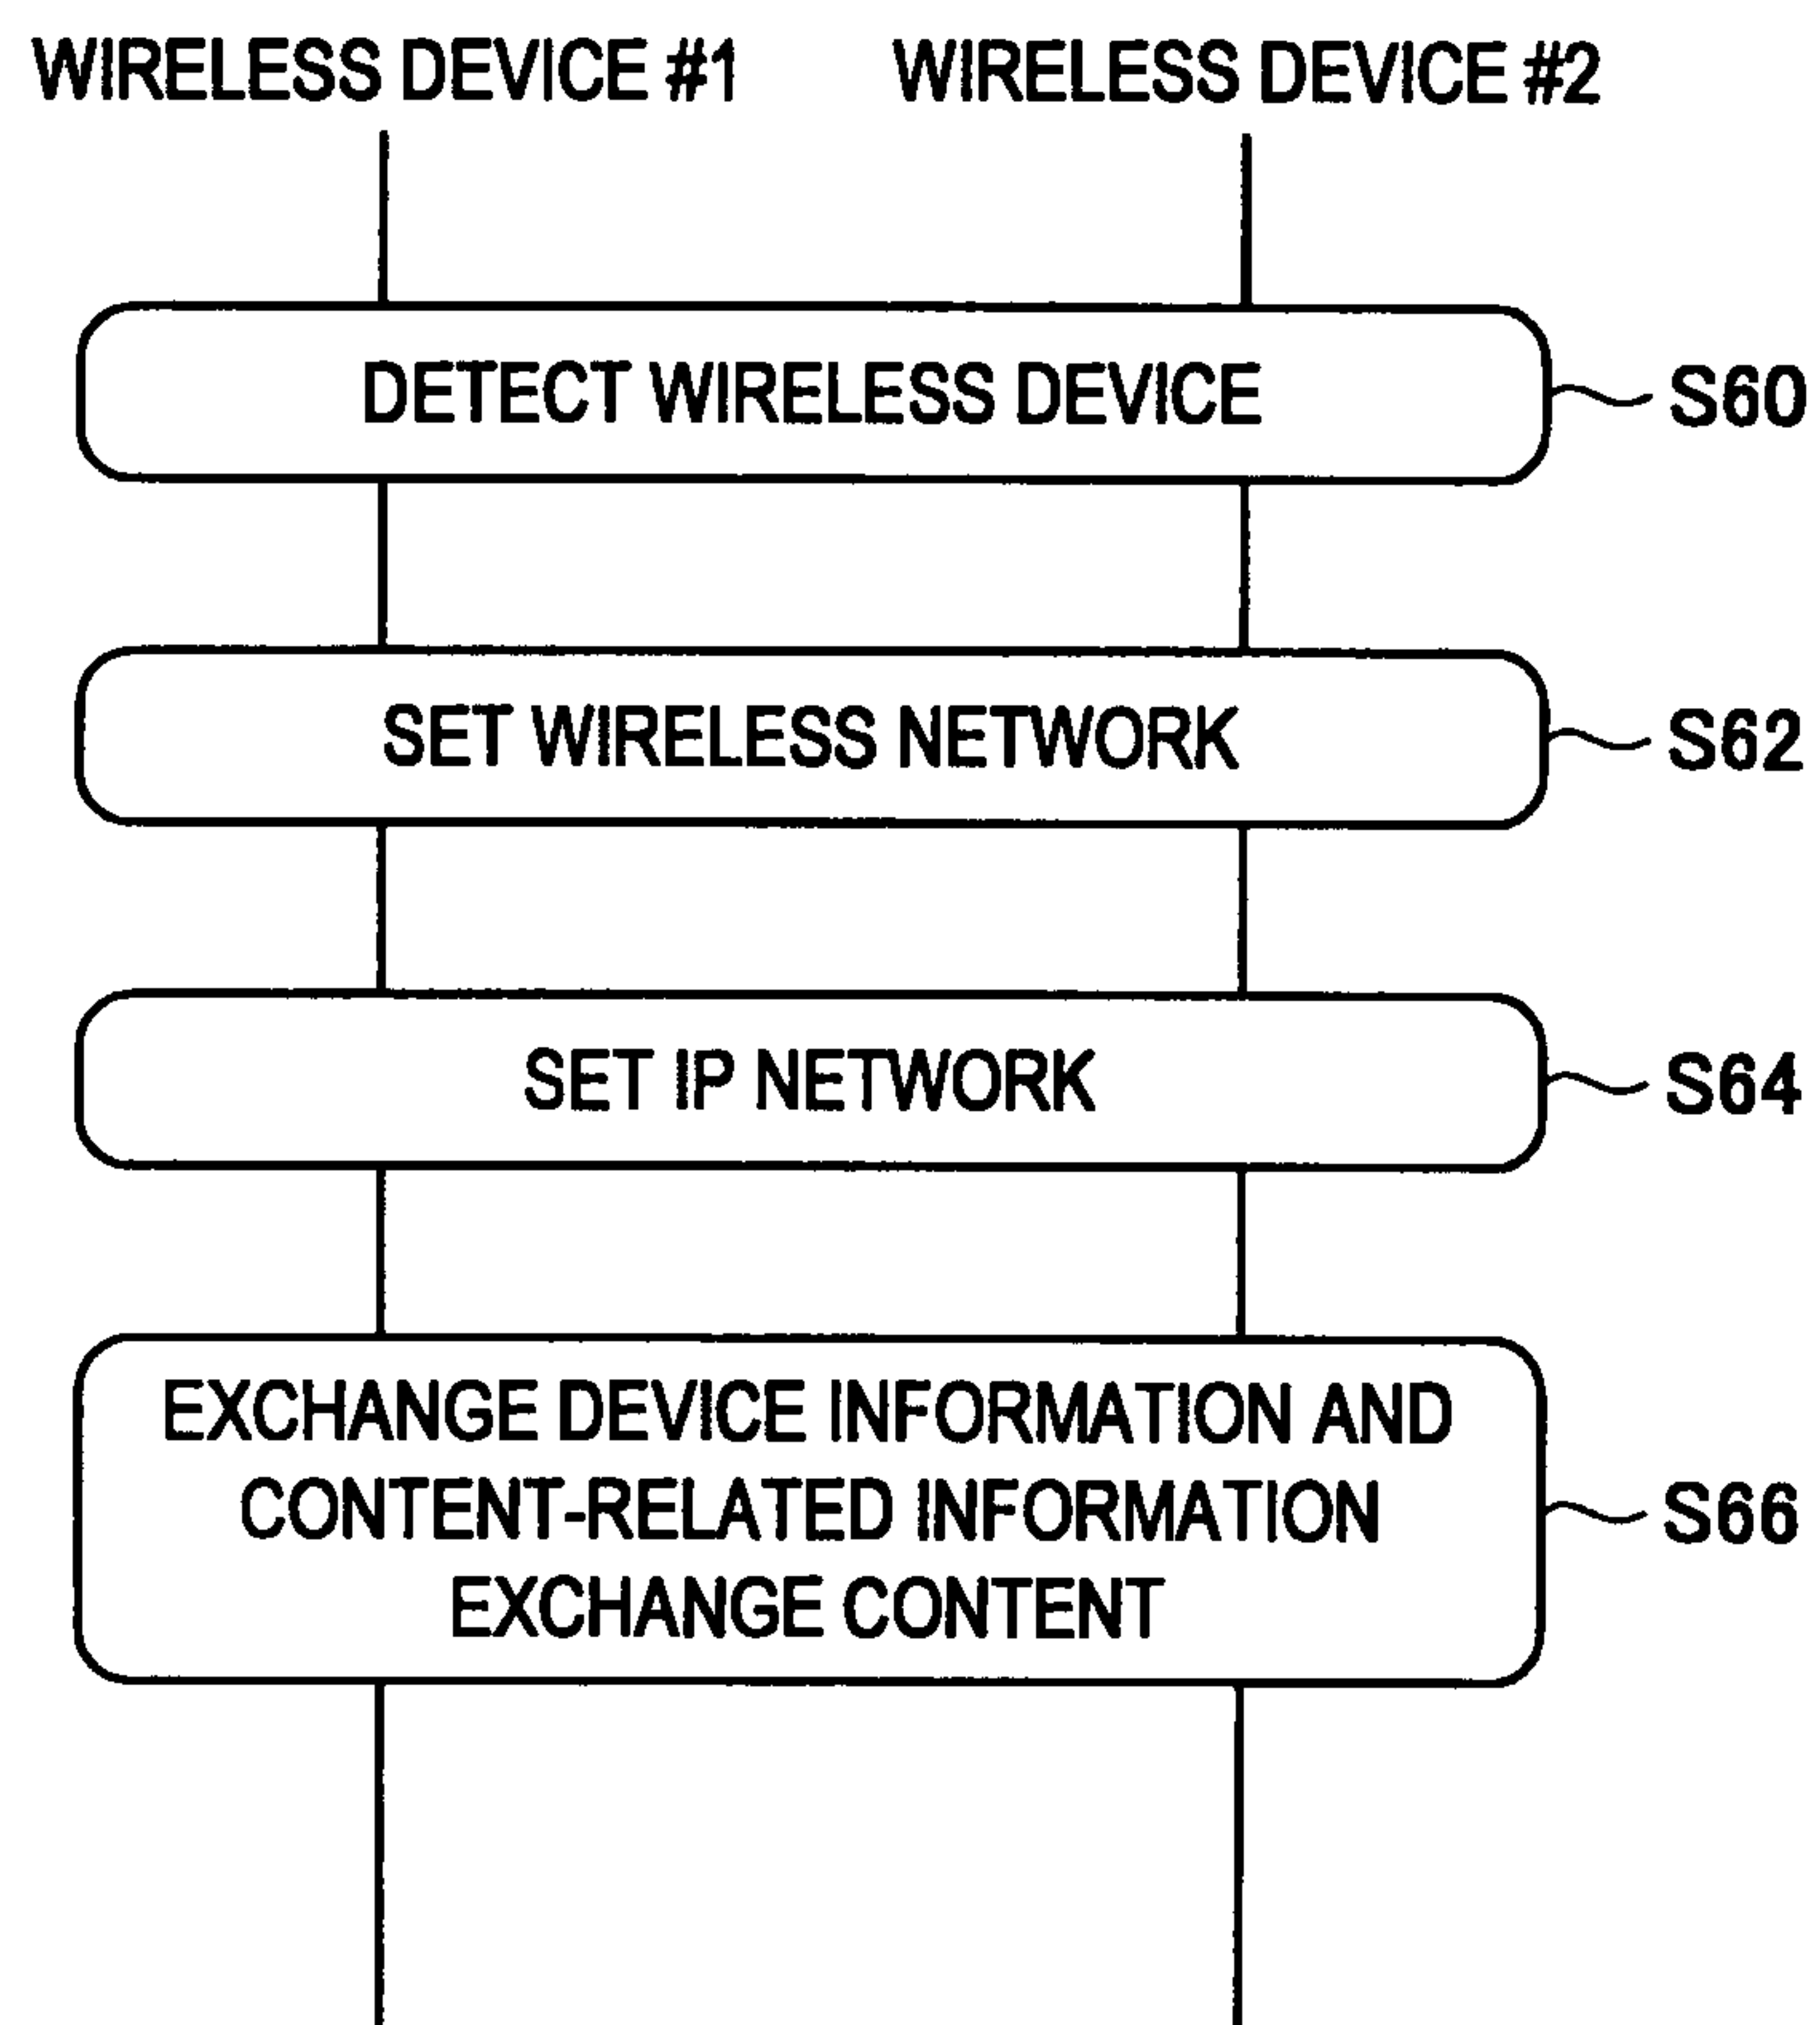 WIRELESS DEVICE #1
WIRELESS DEVICE #2
DETECT WIRELESS DEVICE
S60
SET WIRELESS NETWORK
S62
SET IP NETWORK
S64
EXCHANGE DEVICE INFORMATION AND
CONTENT-RELATED INFORMATION
EXCHANGE CONTENT
S66